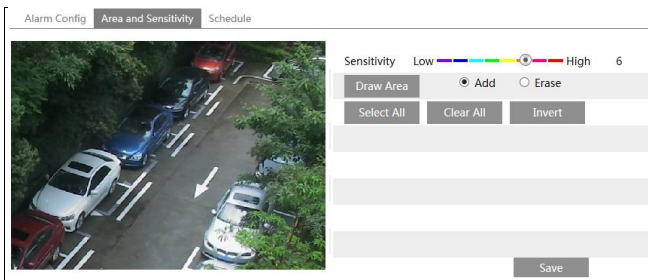 Alarm Config Area and Sensitivity Schedule
Sensitivity Low High 6
Draw Area Add Erase
Select All Clear All Invert
Save